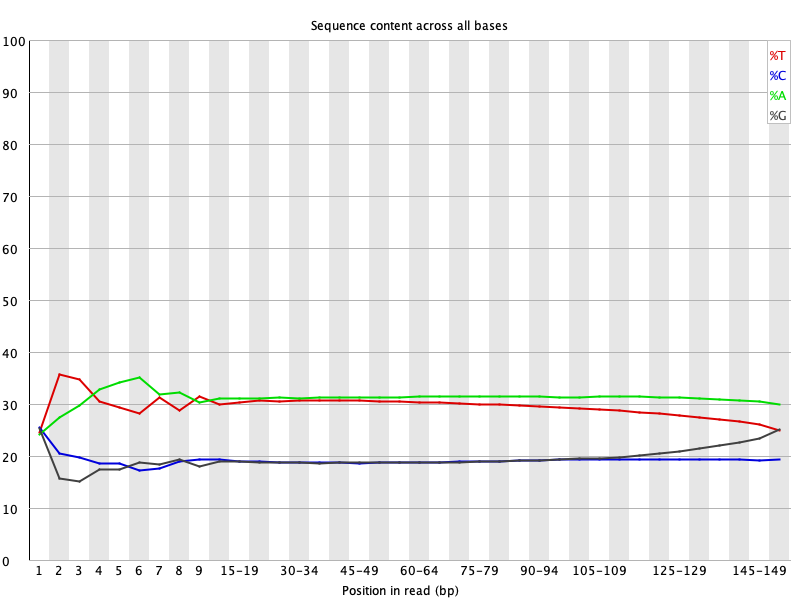 Sequence content across all bases
100
90
80
70
60
50
40
30
20
10
0
%T
%C
%A
%G
1 2 3 4 5 6 7 8 9 15-19 30-34 45-49 60-64 75-79 90-94 105-109 125-129 145-149
Position in read (bp)